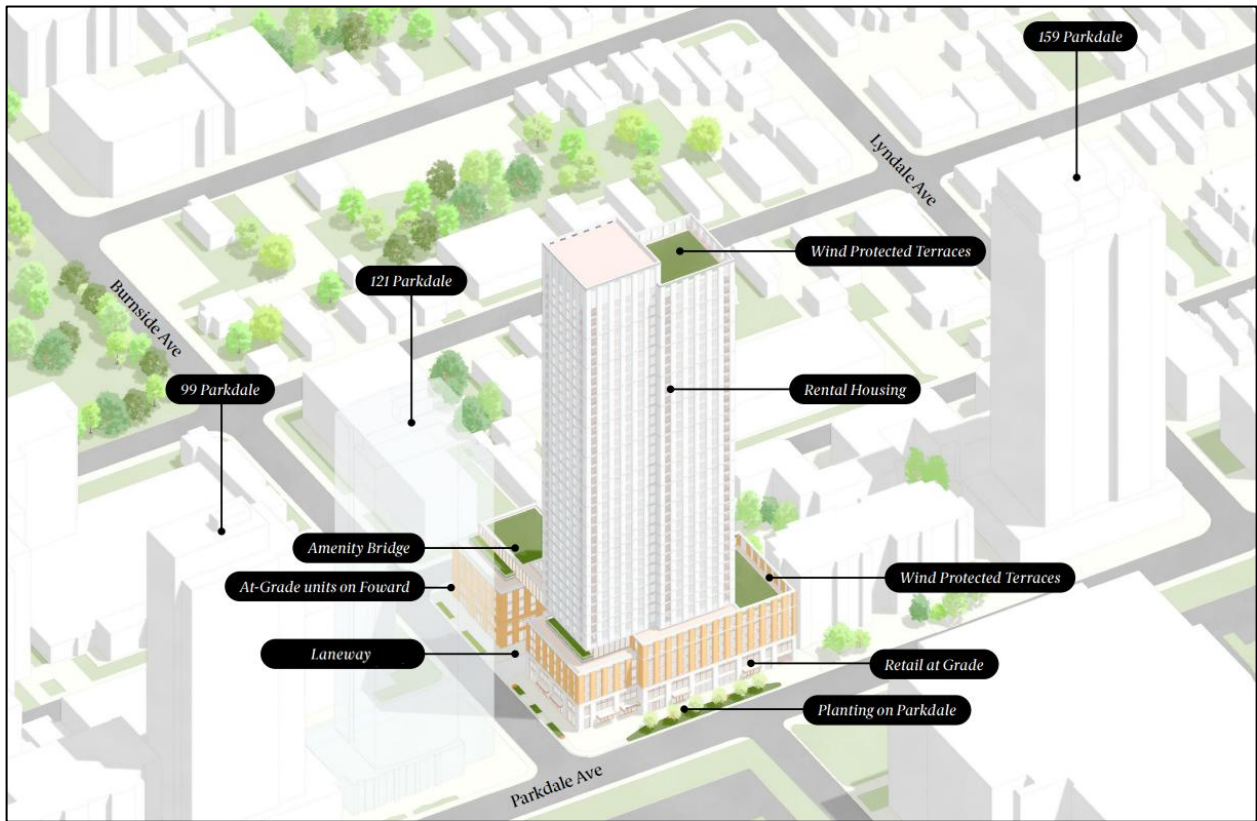 159 Parkdale
Lyndale Ave
Wind Protected Terraces
121 Parkdale
Burnside Ave
99 Parkdale
Rental Housing
Amenity Bridge
Wind Protected Terraces
At-Grade units on Foward
Laneway
Retail at Grade
Planting on Parkdale
Parkdale Ave